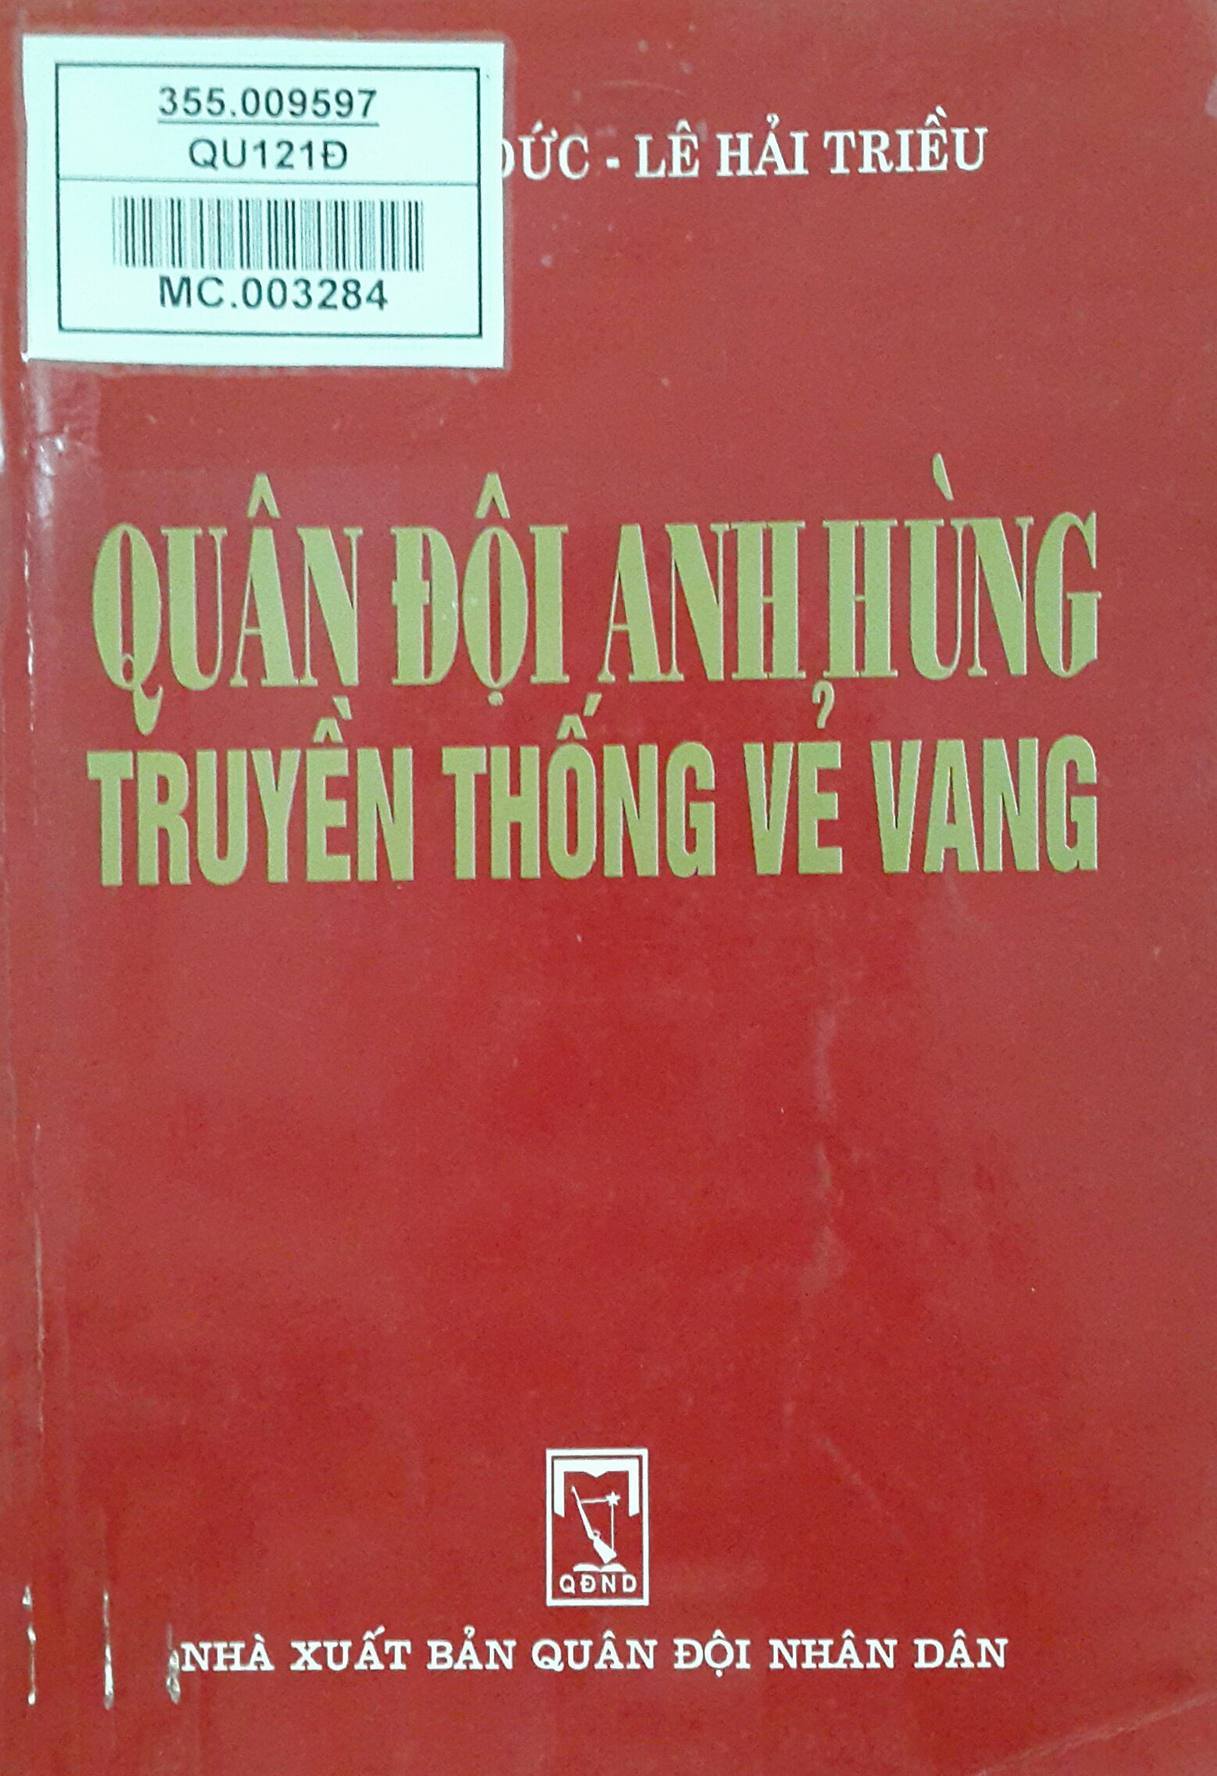 355.009597
QU121Đ
MC.003284
ĐỨC - LÊ HẢI TRIỀU
QUÂN ĐỘI ANH HÙNG
TRUYỀN THỐNG VẺ VANG
QĐND
NHÀ XUẤT BẢN QUÂN ĐỘI NHÂN DÂN